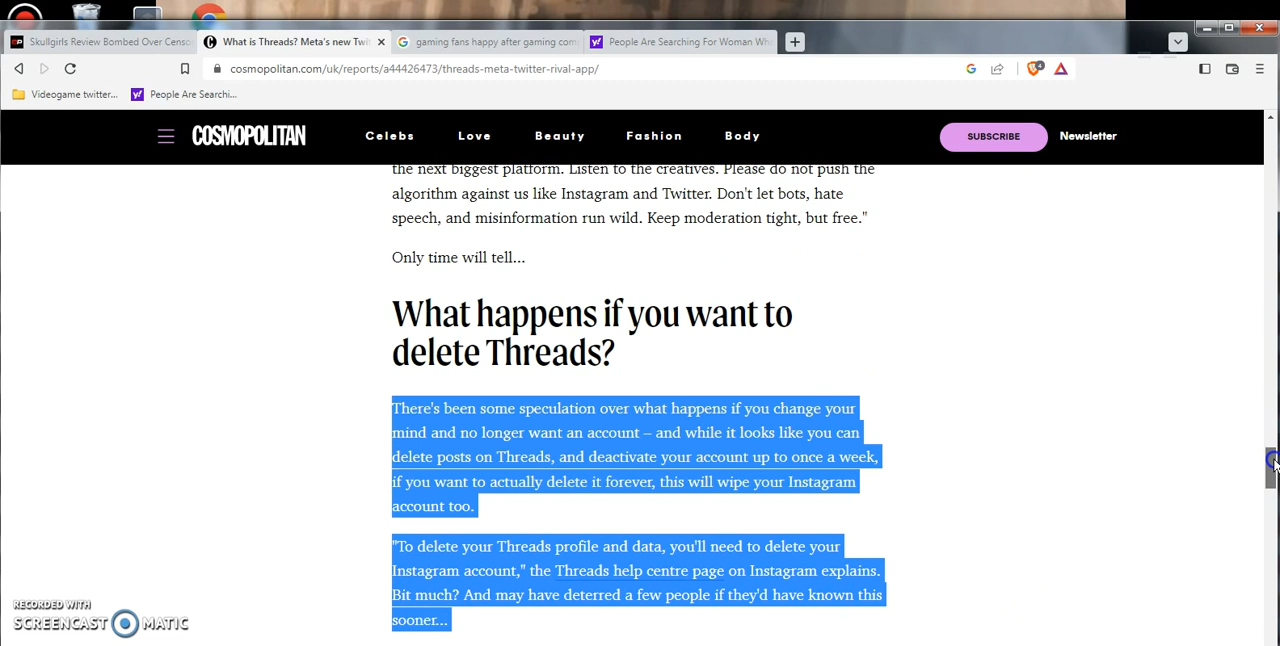 Skullgirls Review Bombed Over Censo
What is Threads? Meta's new Twi
gaming fans happy after gaming com
People Are Searching For Woman Wh
cosmopolitan.com/uk/reports/a44426473/threads-meta-twitter-rival-app/
4
Videogame twitter...
People Are Searchi...
COSMOPOLITAN
Celebs
Love
Beauty
Fashion
Body
SUBSCRIBE
Newsletter
the next biggest platform. Listen to the creatives. Please do not push the
algorithm against us like Instagram and Twitter. Don't let bots, hate
speech, and misinformation run wild. Keep moderation tight, but free."
Only time will tell...
What happens if you want to
delete Threads?
There's been some speculation over what happens if you change your
mind and no longer want an account – and while it looks like you can
delete posts on Threads, and deactivate your account up to once a week,
if you want to actually delete it forever, this will wipe your Instagram
account too.
"To delete your Threads profile and data, you'll need to delete your
Instagram account," the Threads help centre page on Instagram explains.
Bit much? And may have deterred a few people if they'd have known this
sooner...
RECORDED WITH
SCREENCAST MATIC